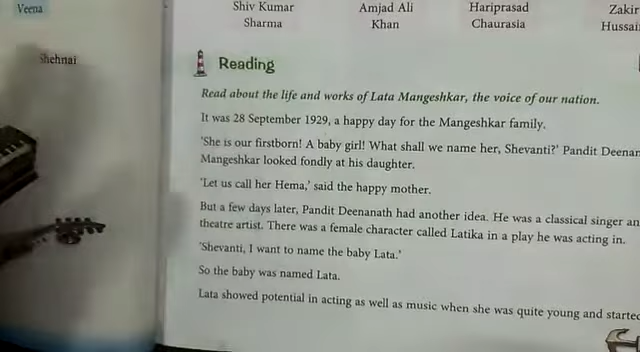 Veena
Shehnai
Shiv Kumar
Sharma
Amjad Ali
Khan
Hariprasad
Chaurasia
Zakir
Reading
Read about the life and works of Lata Mangeshkar, the voice of our nation.
It was 28 September 1929, a happy day for the Mangeshkar family.
'She is our firstborn! A baby girl! What shall we name her, Shevanti?' Pandit
Mangeshkar looked fondly at his daughter.
'Let us call her Hema,' said the happy mother.
But a few days later, Pandit Deenanath had another idea. He was a classical singer
theatre artist. There was a female character called Latika in a play he was acting in.
'Shevanti, I want to name the baby Lata.'
So the baby was named Lata.
Lata showed potential in acting as well as music when she was quite young and